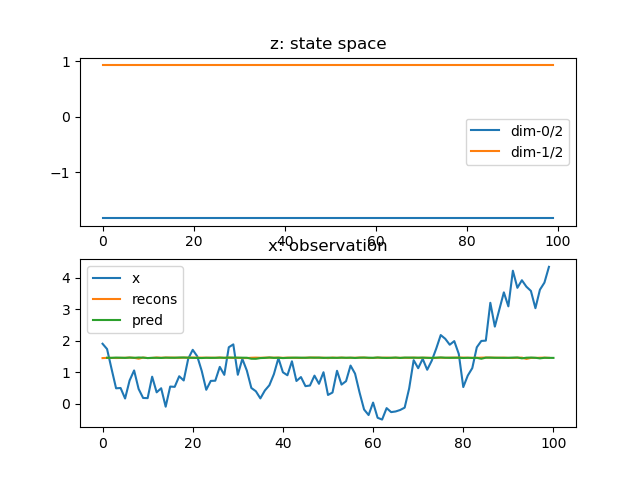 z: state space
1
0
−1
dim-0/2
dim-1/2
0 20 40 60 80 100
x: observation
4
3
2
1
0
x
recons
pred
0 20 40 60 80 100